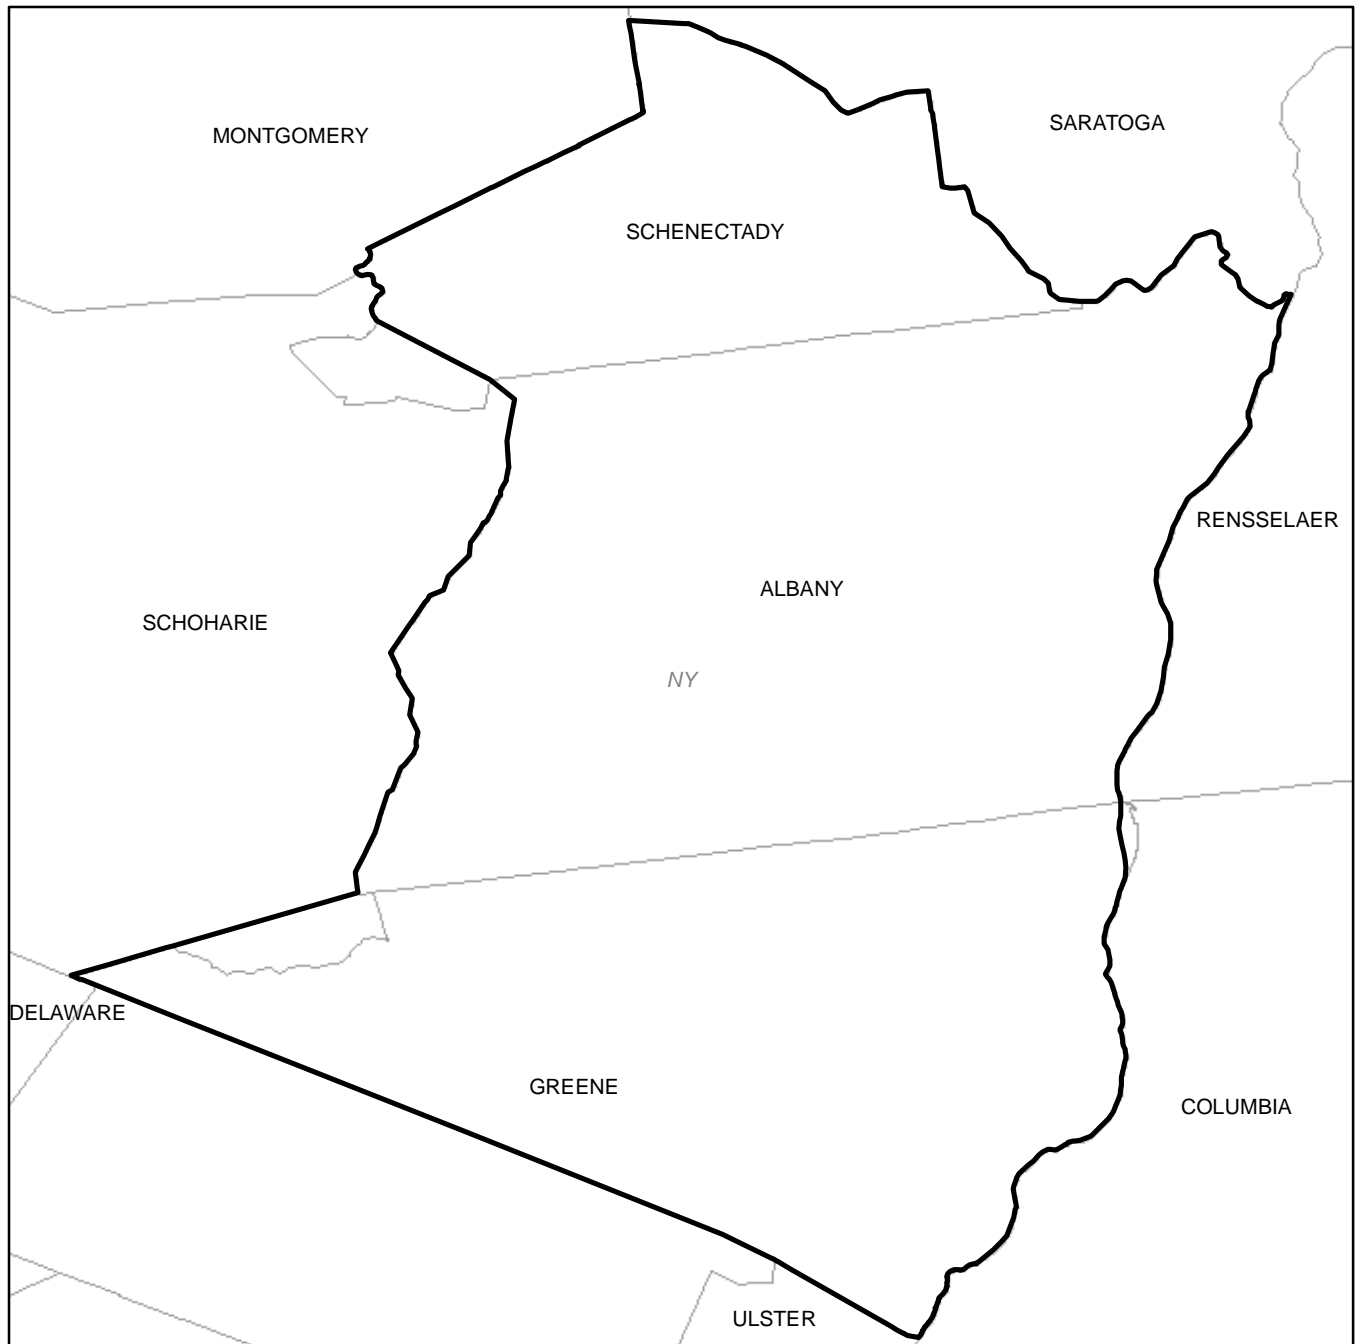 SARATOGA
MONTGOMERY
SCHENECTADY
RENSSELAER
ALBANY
SCHOHARIE
NY
DELAWARE
GREENE
COLUMBIA
ULSTER